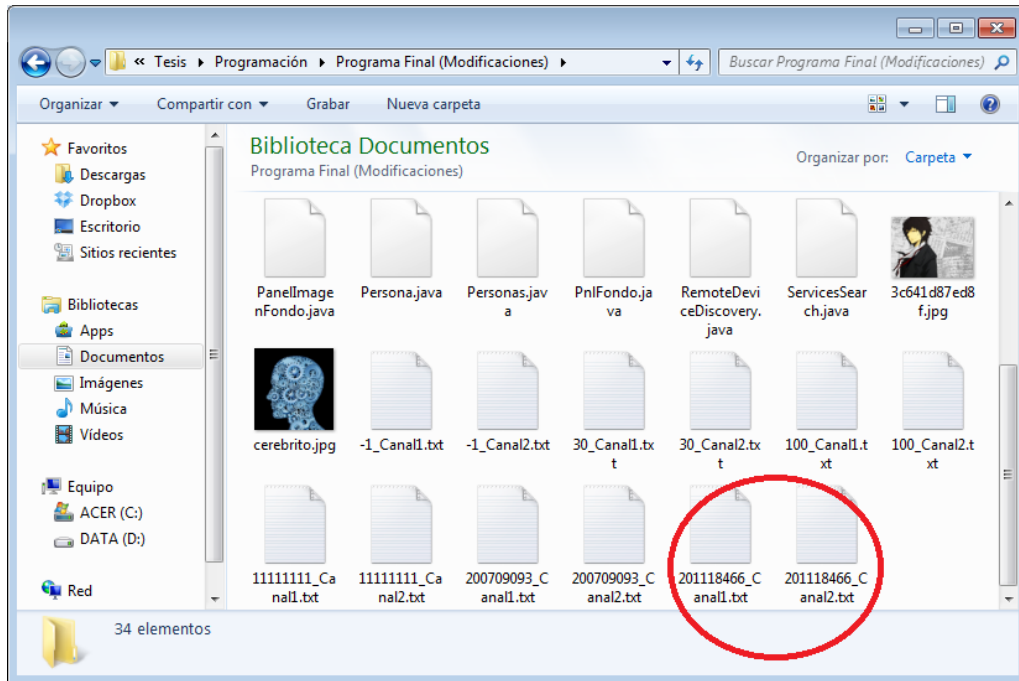 « Tesis Programación Programa Final (Modificaciones)
Buscar Programa Final (Modificaciones)
Organizar Compartir con Grabar Nueva carpeta
Favoritos
Descargas
Dropbox
Escritorio
Sitios recientes
Bibliotecas
Apps
Documentos
Imágenes
Música
Vídeos
Equipo
ACER (C:)
DATA (D:)
Red
Biblioteca Documentos
Programa Final (Modificaciones)
Organizar por: Carpeta
PanelImage
nFondo.java
Persona.java
Personas.jav
a
PnlFondo.ja
va
RemoteDevi
ceDiscovery.
java
ServicesSear
ch.java
3c641d87ed8
f.jpg
cerebrito.jpg
-1_Canal1.txt
-1_Canal2.txt
30_Canal1.tx
t
30_Canal2.tx
t
100_Canal1.t
xt
100_Canal2.t
xt
11111111_Ca
nal1.txt
11111111_Ca
nal2.txt
200709093_C
anal1.txt
200709093_C
anal2.txt
201118466_C
anal1.txt
201118466_C
anal2.txt
34 elementos